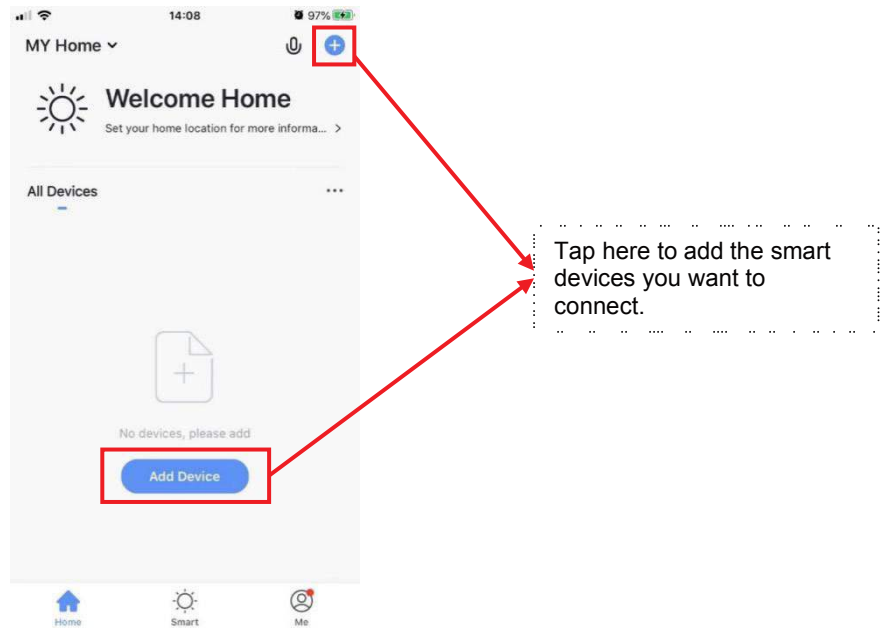 14:08
97%
MY Home
Welcome Home
Set your home location for more informa...
All Devices
Tap here to add the smart
devices you want to
connect.
No devices, please add
Add Device
Home
Smart
Me